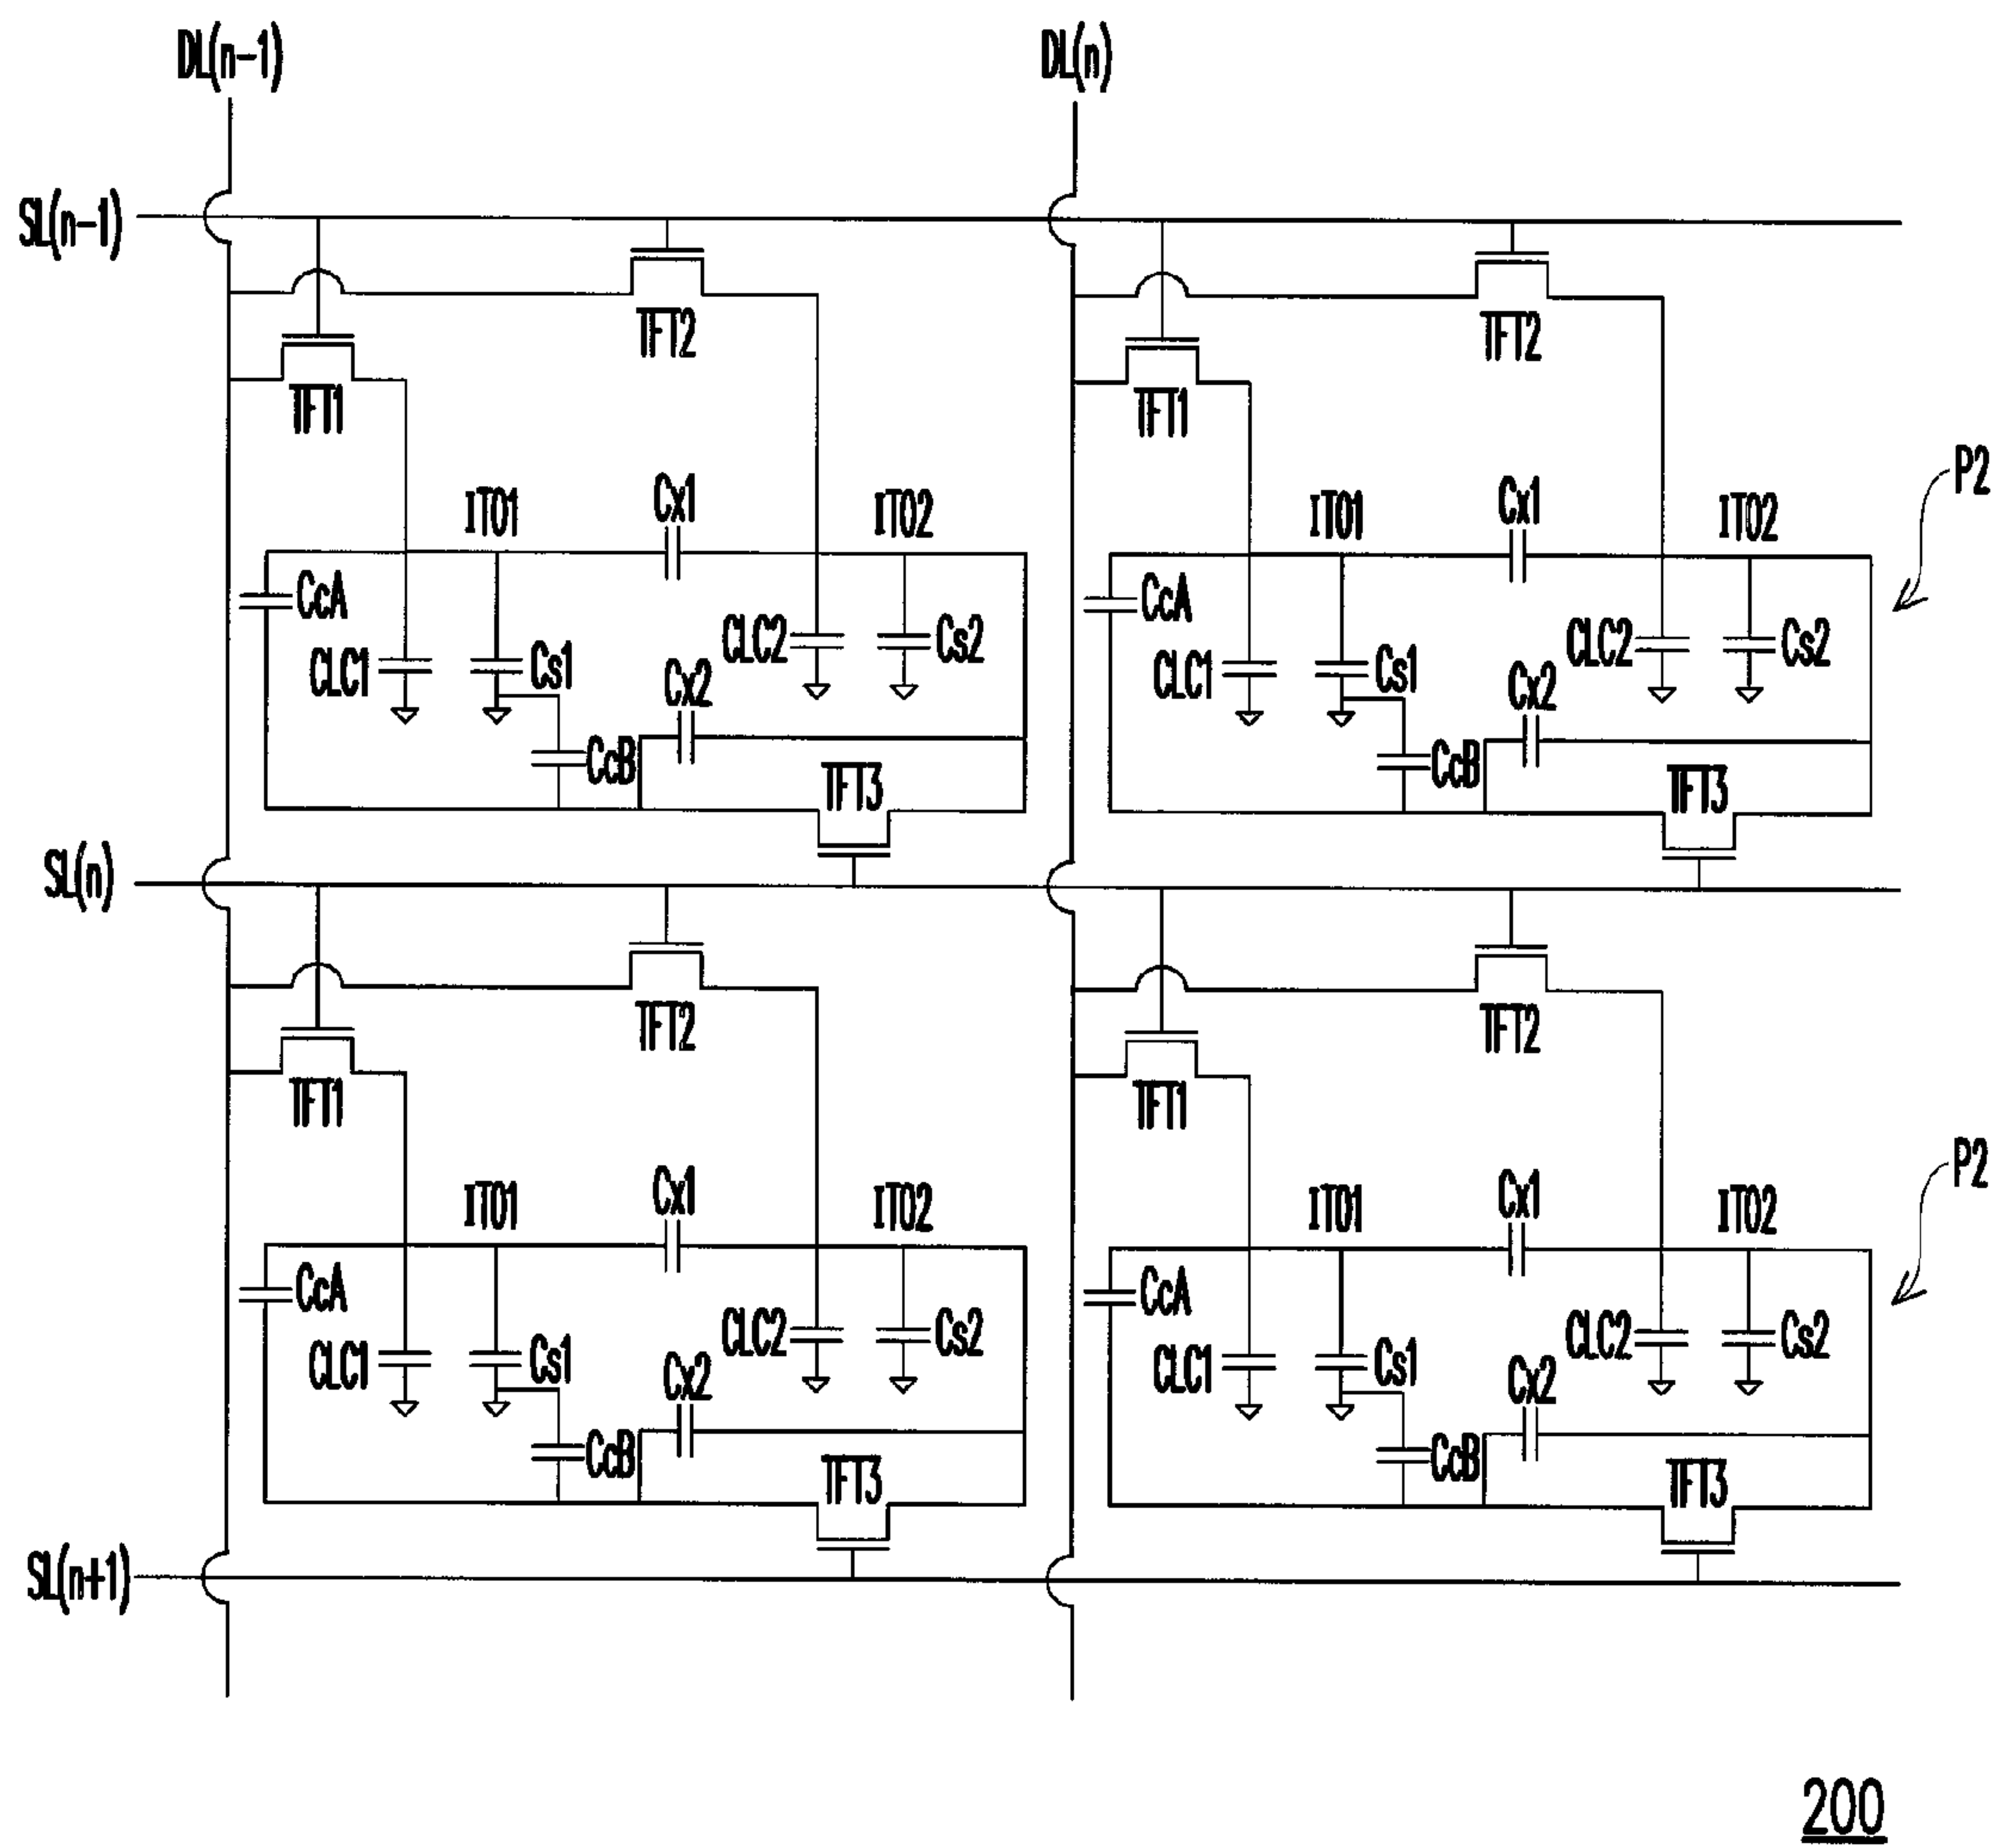 DL(n-1)
DL(n)
SL(n-1)
TFT2
TFT2
TFT1
TFT1
P2
ITO1
Cx1
ITO2
ITO1
Cx1
ITO2
CcA
CLC1
Cs1
CLC2
Cs2
Cx2
CcB
TFT3
CcA
CLC1
Cs1
CLC2
Cs2
Cx2
CcB
TFT3
SL(n)
TFT2
TFT2
TFT1
TFT1
P2
ITO1
Cx1
ITO2
ITO1
Cx1
ITO2
CcA
CLC1
Cs1
CLC2
Cs2
Cx2
CcB
TFT3
CcA
CLC1
Cs1
CLC2
Cs2
Cx2
CcB
TFT3
SL(n+1)
200